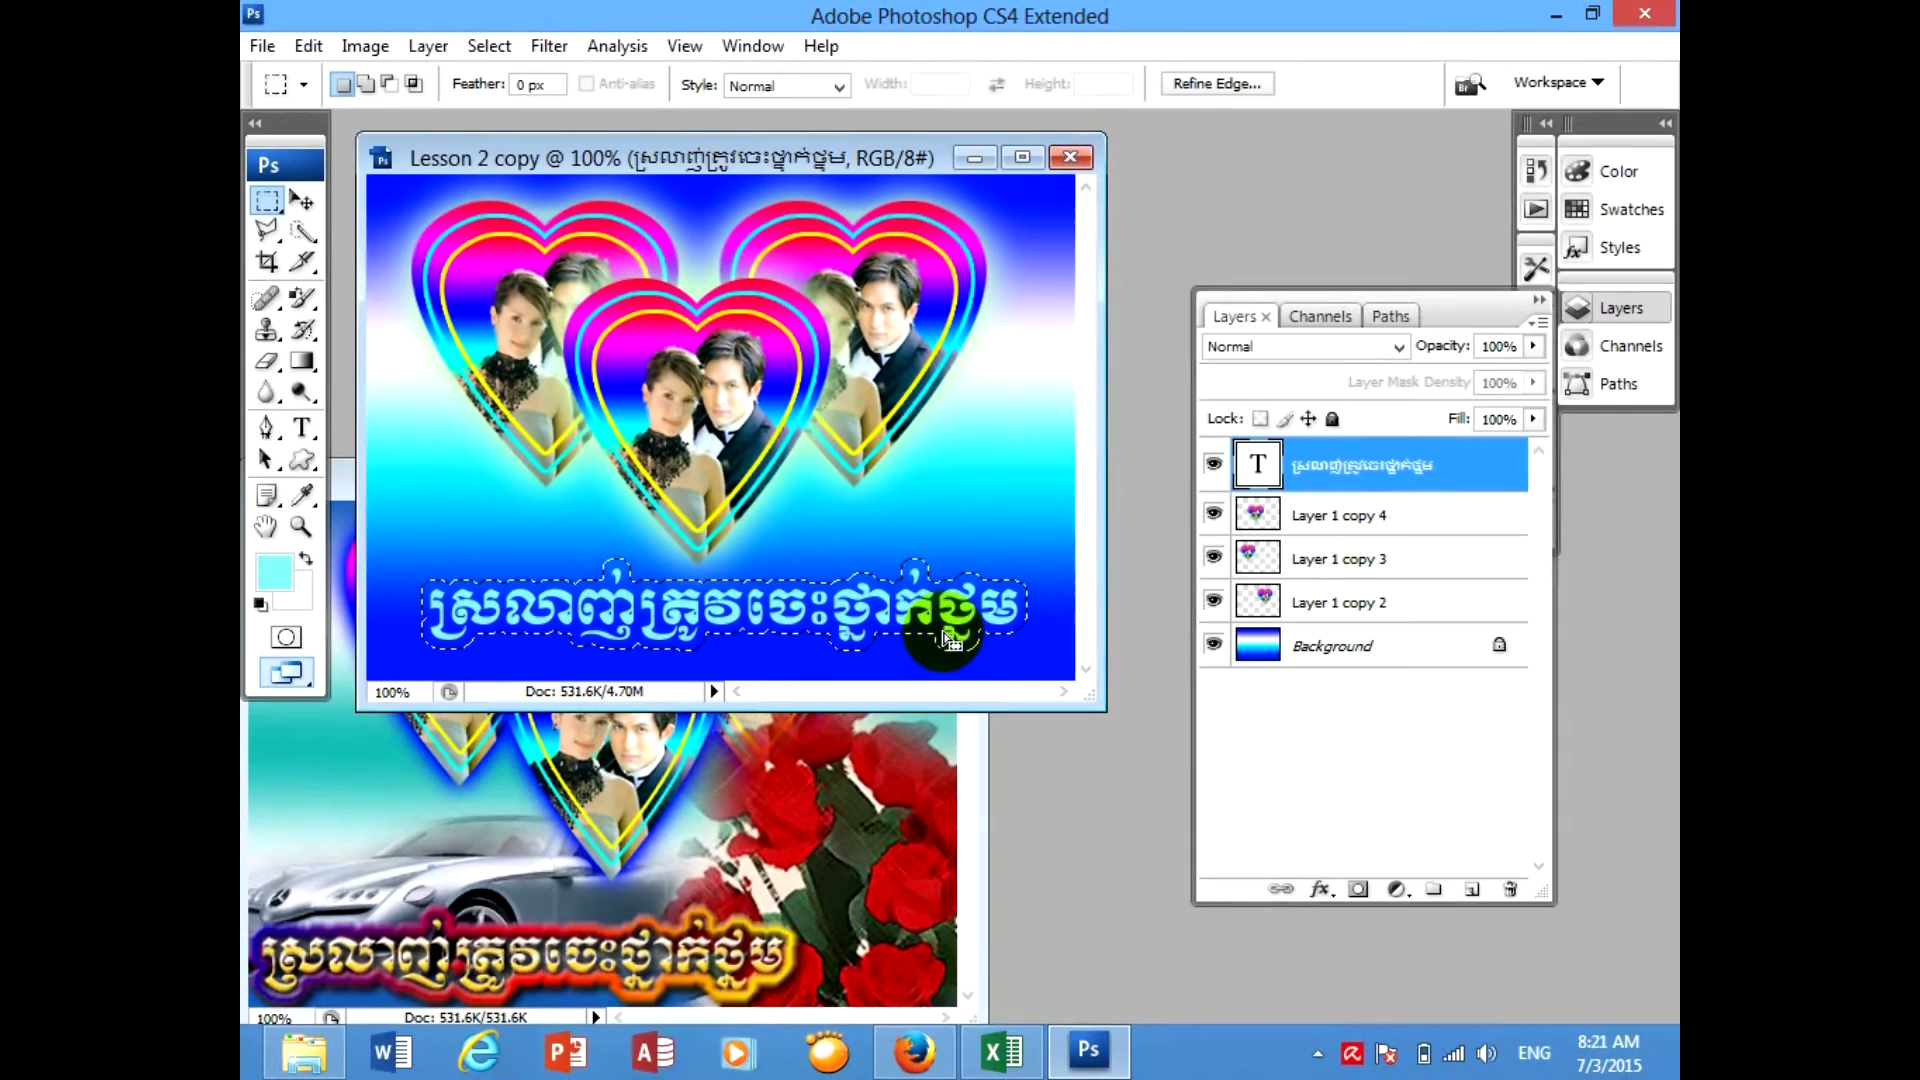 Ps
Adobe Photoshop CS4 Extended
File Edit Image Layer Select Filter Analysis View Window Help
Feather: 0 px Anti-alias Style: Normal Width: Height: Refine Edge... Br Workspace
Ps
Ps Lesson 2 copy @ 100% (ស្រលាញ់ត្រូវចេះថ្នាក់ថ្នម, RGB/8#)
Color
Swatches
Styles
Layers
Channels
Paths
Layers Channels Paths
Normal Opacity: 100%
Layer Mask Density 100%
Lock: Fill: 100%
T ស្រលាញ់ត្រូវចេះថ្នាក់ថ្នម
Layer 1 copy 4
Layer 1 copy 3
Layer 1 copy 2
Background
ស្រលាញ់ត្រូវចេះថ្នាក់ថ្នម
100% Doc: 531.6K/4.70M
ស្រលាញ់ត្រូវចេះថ្នាក់ថ្នម
100% Doc: 531.6K/531.6K
Ps
ENG
8:21 AM
7/3/2015